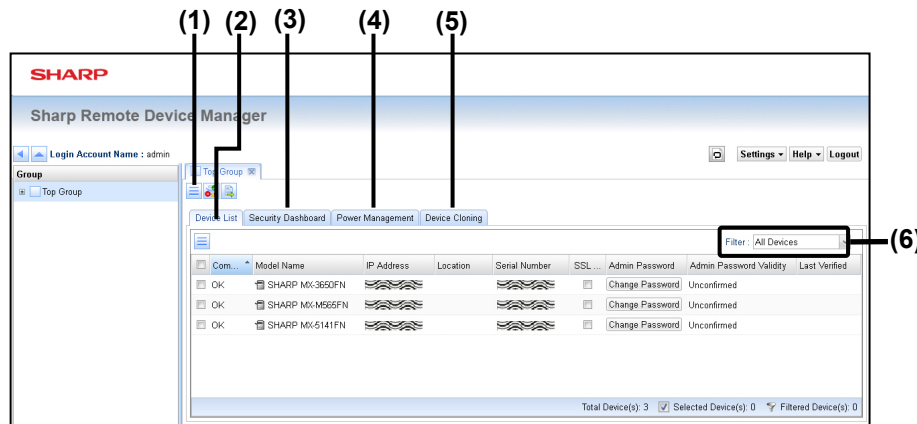 (1) (2) (3) (4) (5)
SHARP
Sharp Remote Device Manager
Login Account Name : admin
Settings Help Logout
Group
Top Group
Top Group
Device List Security Dashboard Power Management Device Cloning
Filter : All Devices
(6)
Com... Model Name IP Address Location Serial Number SSL ... Admin Password Admin Password Validity Last Verified
OK SHARP MX-3650FN Change Password Unconfirmed
OK SHARP MX-M565FN Change Password Unconfirmed
OK SHARP MX-5141FN Change Password Unconfirmed
Total Device(s): 3 Selected Device(s): 0 Filtered Device(s): 0